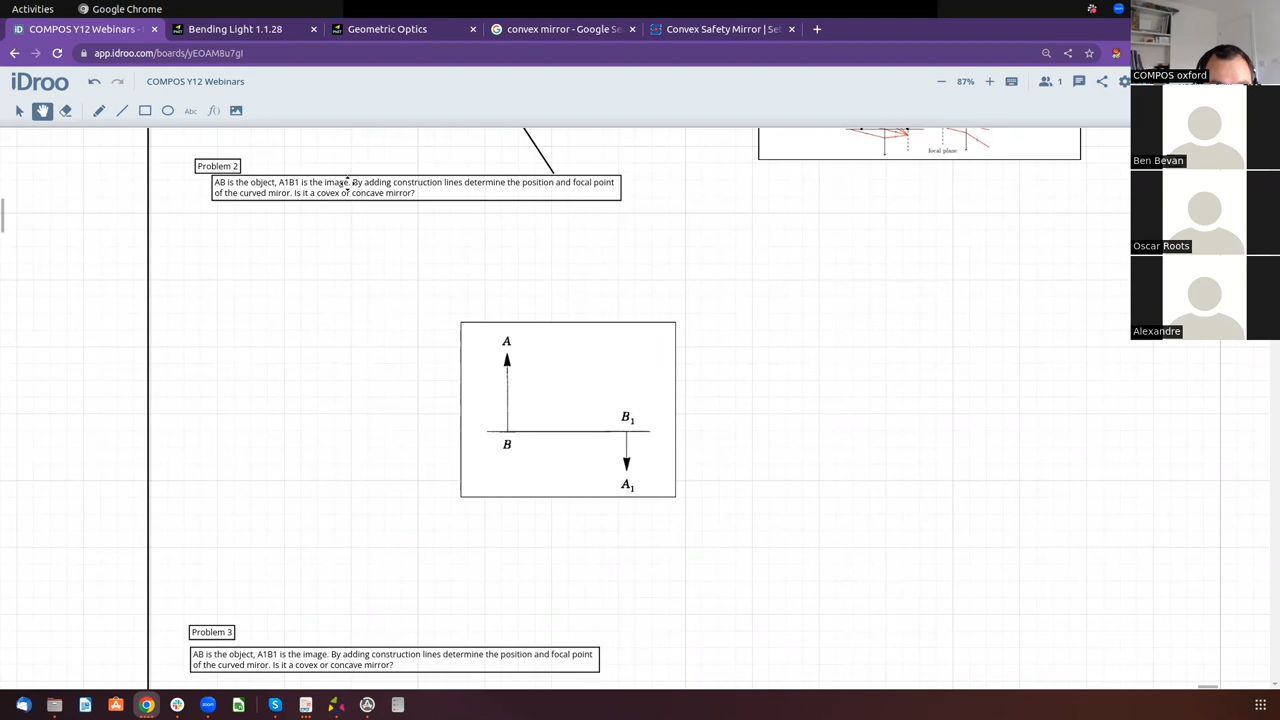 Activities
Google Chrome
COMPOS Y12 Webinars -
Bending Light 1.1.28
Geometric Optics
convex mirror - Google Se
Convex Safety Mirror | Set
app.idroo.com/boards/yEOAM8u7gI
iDroo
COMPOS Y12 Webinars
87%
1
Abc
f()
COMPOS oxford
Ben Bevan
Oscar Roots
Alexandre
focal plane
Problem 2
AB is the object, A1B1 is the image. By adding construction lines determine the position and focal point
of the curved miror. Is it a covex or concave mirror?
A
B1
B
A1
Problem 3
AB is the object, A1B1 is the image. By adding construction lines determine the position and focal point
of the curved miror. Is it a covex or concave mirror?